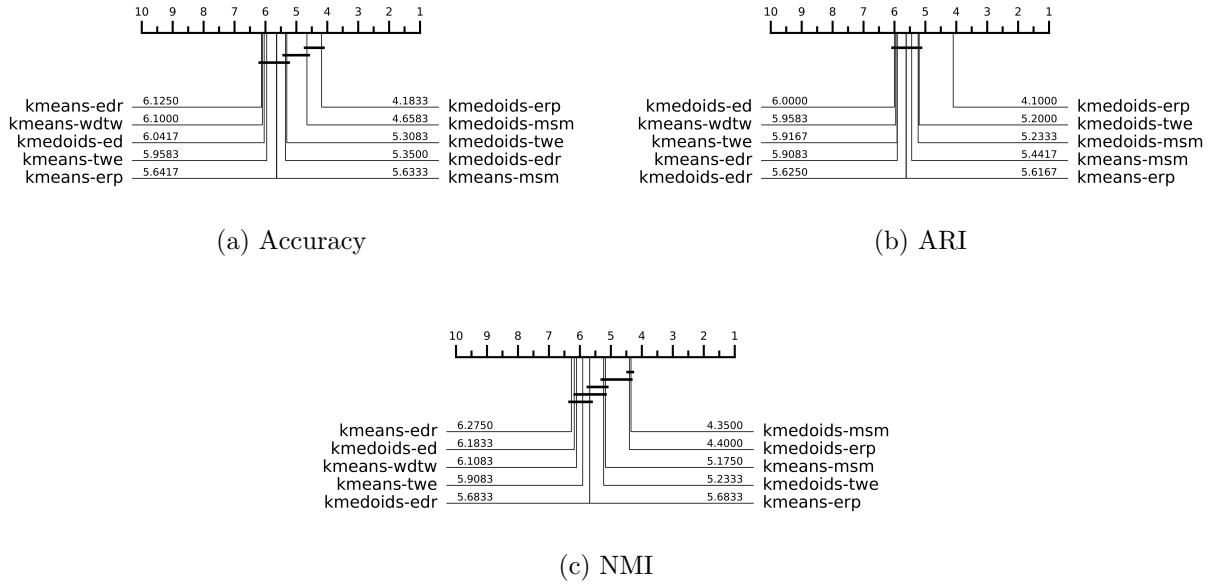 10 9 8 7 6 5 4 3 2 1
kmeans-edr 6.1250 4.1833 kmedoids-erp
kmeans-wdtw 6.1000 4.6583 kmedoids-msm
kmedoids-ed 6.0417 5.3083 kmedoids-twe
kmeans-twe 5.9583 5.3500 kmedoids-edr
kmeans-erp 5.6417 5.6333 kmeans-msm
(a) Accuracy
10 9 8 7 6 5 4 3 2 1
kmedoids-ed 6.0000 4.1000 kmedoids-erp
kmeans-wdtw 5.9583 5.2000 kmedoids-twe
kmeans-twe 5.9167 5.2333 kmedoids-msm
kmeans-edr 5.9083 5.4417 kmeans-msm
kmedoids-edr 5.6250 5.6167 kmeans-erp
(b) ARI
10 9 8 7 6 5 4 3 2 1
kmeans-edr 6.2750 4.3500 kmedoids-msm
kmedoids-ed 6.1833 4.4000 kmedoids-erp
kmeans-wdtw 6.1083 5.1750 kmeans-msm
kmeans-twe 5.9083 5.2333 kmedoids-twe
kmedoids-edr 5.6833 5.6833 kmeans-erp
(c) NMI